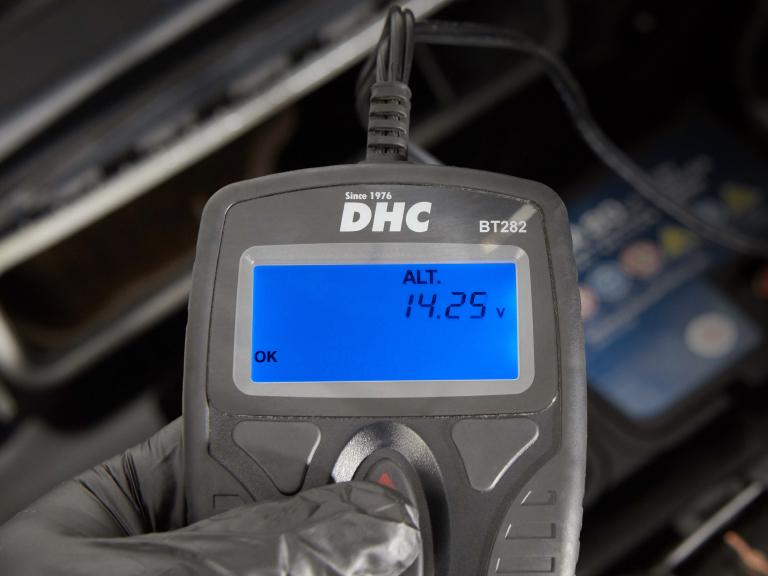 Since 1976
DHC
BT282
ALT.
14.25 V
OK